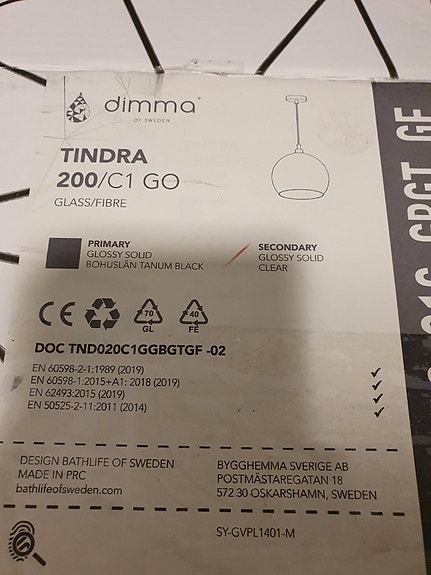 dimma®
OF SWEDEN
TINDRA
200/C1 GO
GLASS/FIBRE
PRIMARY
GLOSSY SOLID
BOHUSLÄN TANUM BLACK
SECONDARY
GLOSSY SOLID
CLEAR
CE
70
GL
40
FE
DOC TND020C1GGBGTGF -02
EN 60598-2-1:1989 (2019) ✓
EN 60598-1:2015+A1: 2018 (2019) ✓
EN 62493:2015 (2019) ✓
EN 50525-2-11:2011 (2014) ✓
DESIGN BATHLIFE OF SWEDEN
MADE IN PRC
bathlifeofsweden.com
BYGGHEMMA SVERIGE AB
POSTMÄSTAREGATAN 18
572 30 OSKARSHAMN, SWEDEN
SY-GVPL1401-M